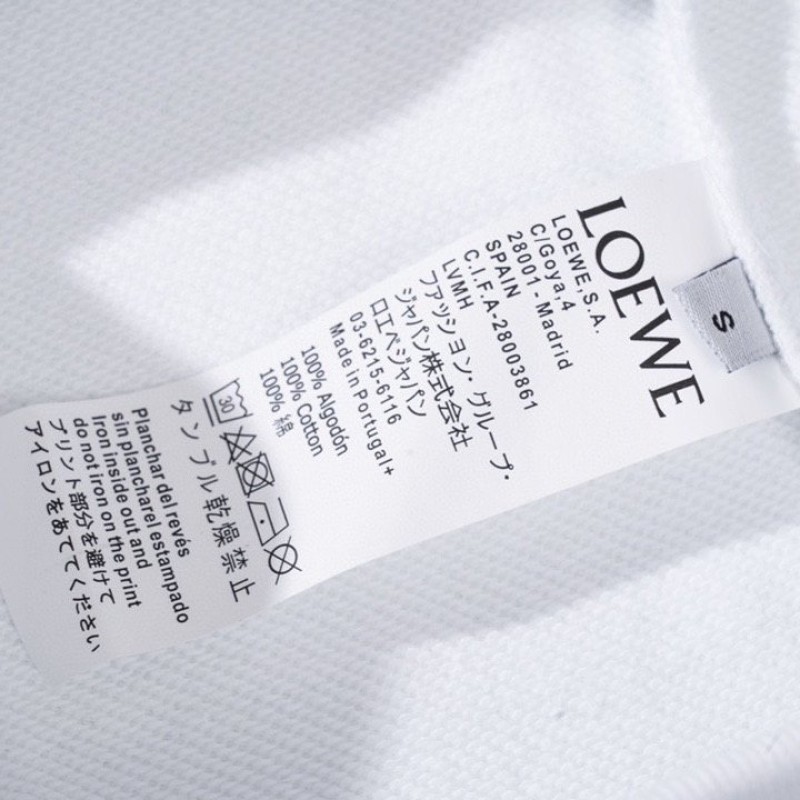 LOEWE
S
LOEWE,S.A.
C/Goya,4
28001 - Madrid
SPAIN
C.I.F.A-28003861
LVMH
ファッション・グループ・
ジャパン株式会社
ロエベジャパン
03-6215-6116
Made in Portugal+
100% Algodón
100% Cotton
100% 綿
30
タンブル乾燥禁止
Planchar del revés
sin plancharel estampado
Iron inside out and
do not iron on the print
プリント部分を避けて
アイロンをあててください